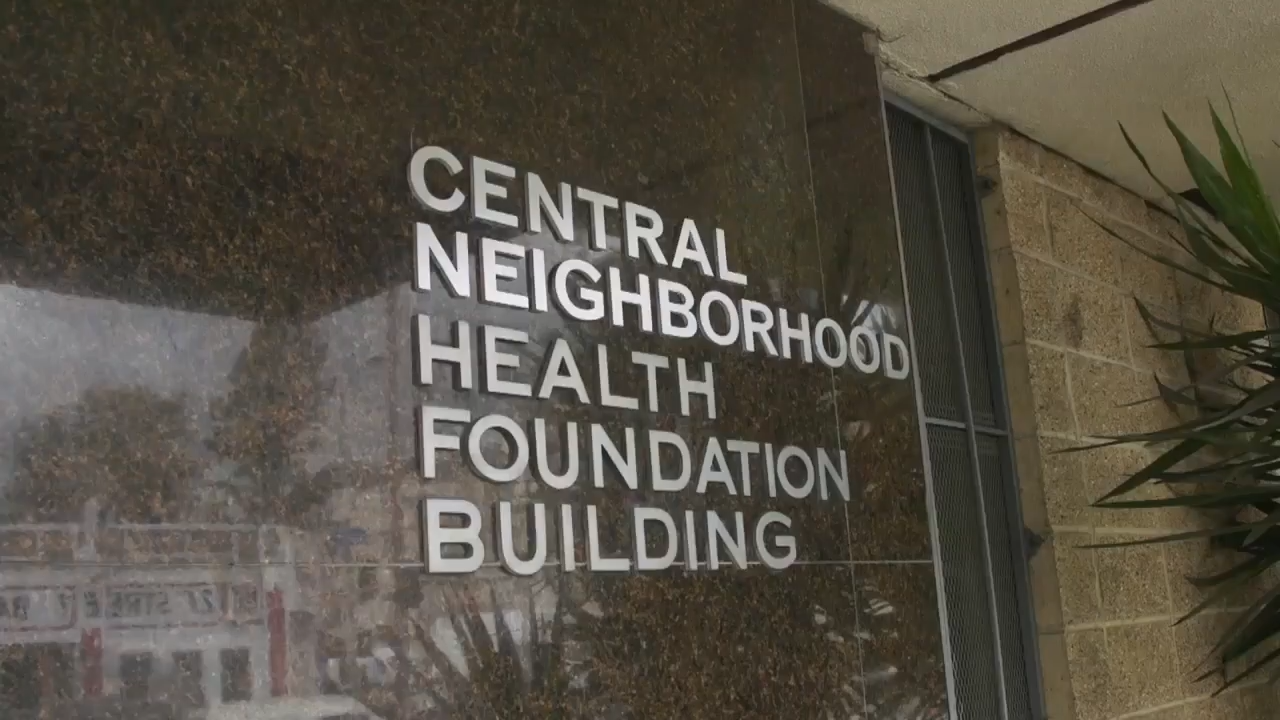 CENTRAL
NEIGHBORHOOD
HEALTH
FOUNDATION
BUILDING